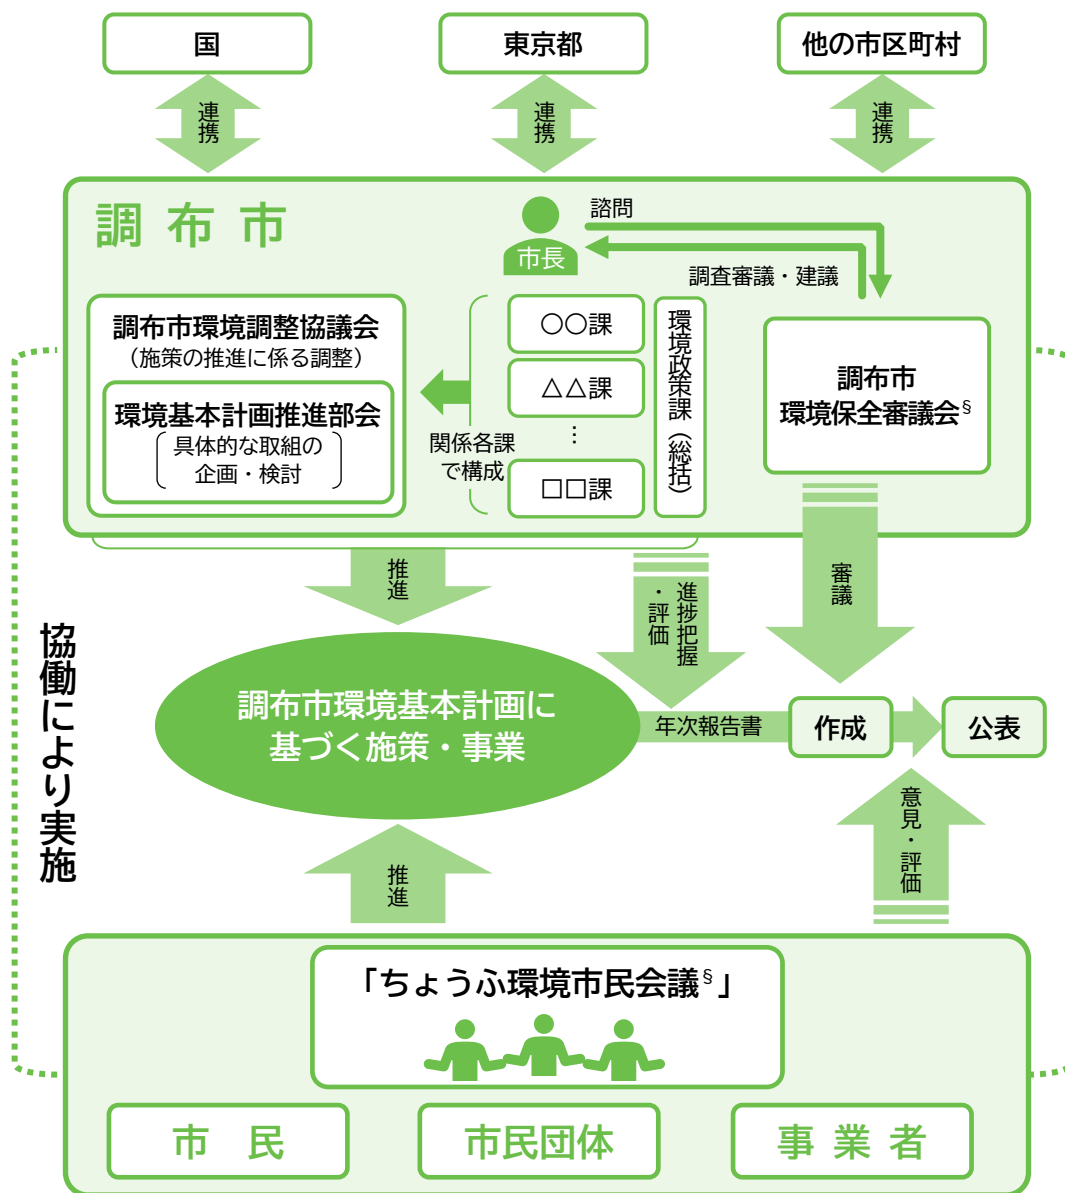 国
東京都
他の市区町村
連携
連携
連携
調布市
市長
諮問
調査審議・建議
調布市環境調整協議会
（施策の推進に係る調整）
環境基本計画推進部会
具体的な取組の
企画・検討
関係各課
で構成
○○課
△△課
⋮
□□課
環境政策課（総括）
調布市
環境保全審議会§
推進
進捗把握
・評価
審議
協働により実施
調布市環境基本計画に
基づく施策・事業
年次報告書
作成
公表
推進
意見・評価
「ちょうふ環境市民会議§」
市 民
市民団体
事 業 者